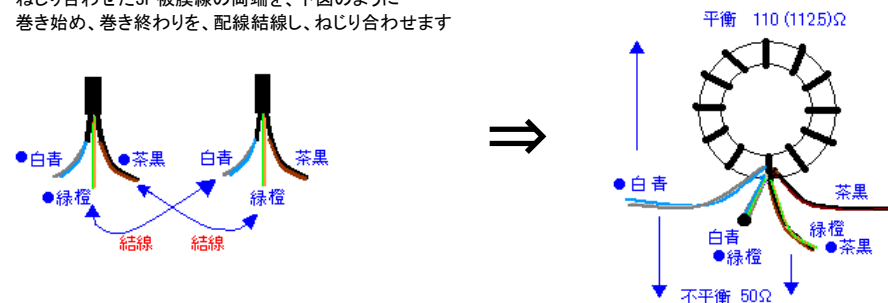 ねじり合わせた3P被膜線の両端を、下図のように
巻き始め、巻き終わりを、配線結線し、ねじり合わせます
平衡 110 (1125)Ω
●白青 ●茶黒 白青 茶黒
●緑橙 緑橙
結線 結線
⇒
●白青 茶黒
白青 緑橙
●緑橙 ●茶黒
不平衡 50Ω